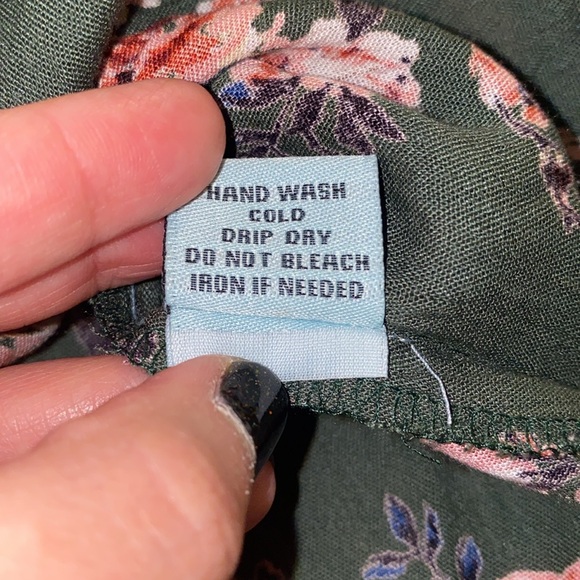 HAND WASH
COLD
DRIP DRY
DO NOT BLEACH
IRON IF NEEDED